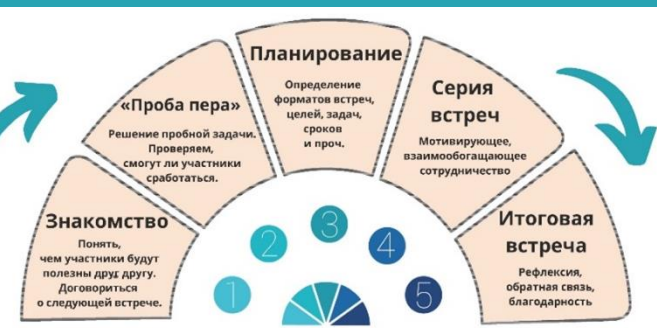 Знакомство
Понять,
чем участники будут
полезны друг другу.
Договориться
о следующей встрече.
«Проба пера»
Решение пробной задачи.
Проверяем,
смогут ли участники
сработаться.
Планирование
Определение
форматов встреч,
целей, задач,
сроков
и проч.
Серия
встреч
Мотивирующее,
взаимообогащающее
сотрудничество
Итоговая
встреча
Рефлексия,
обратная связь,
благодарность
1
2
3
4
5